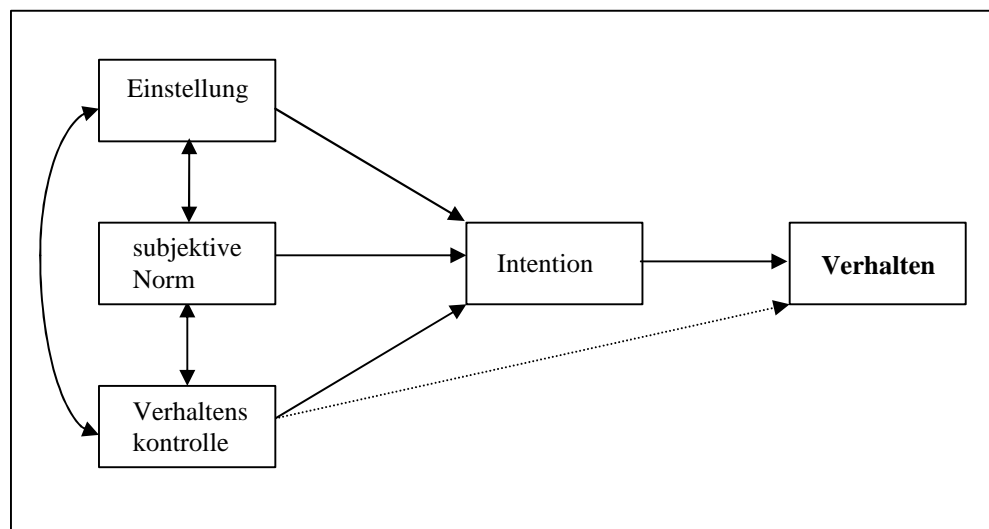 Einstellung
subjektive
Norm
Intention
Verhalten
Verhaltens
kontrolle